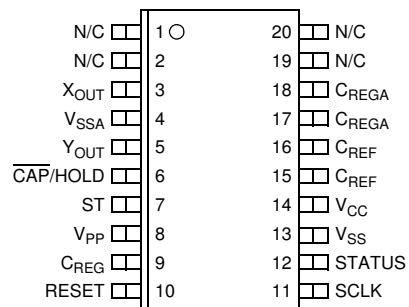 N/C 1 20 N/C
N/C 2 19 N/C
XOUT 3 18 CREGA
VSSA 4 17 CREGA
YOUT 5 16 CREF
CAP/HOLD 6 15 CREF
ST 7 14 VCC
VPP 8 13 VSS
CREG 9 12 STATUS
RESET 10 11 SCLK